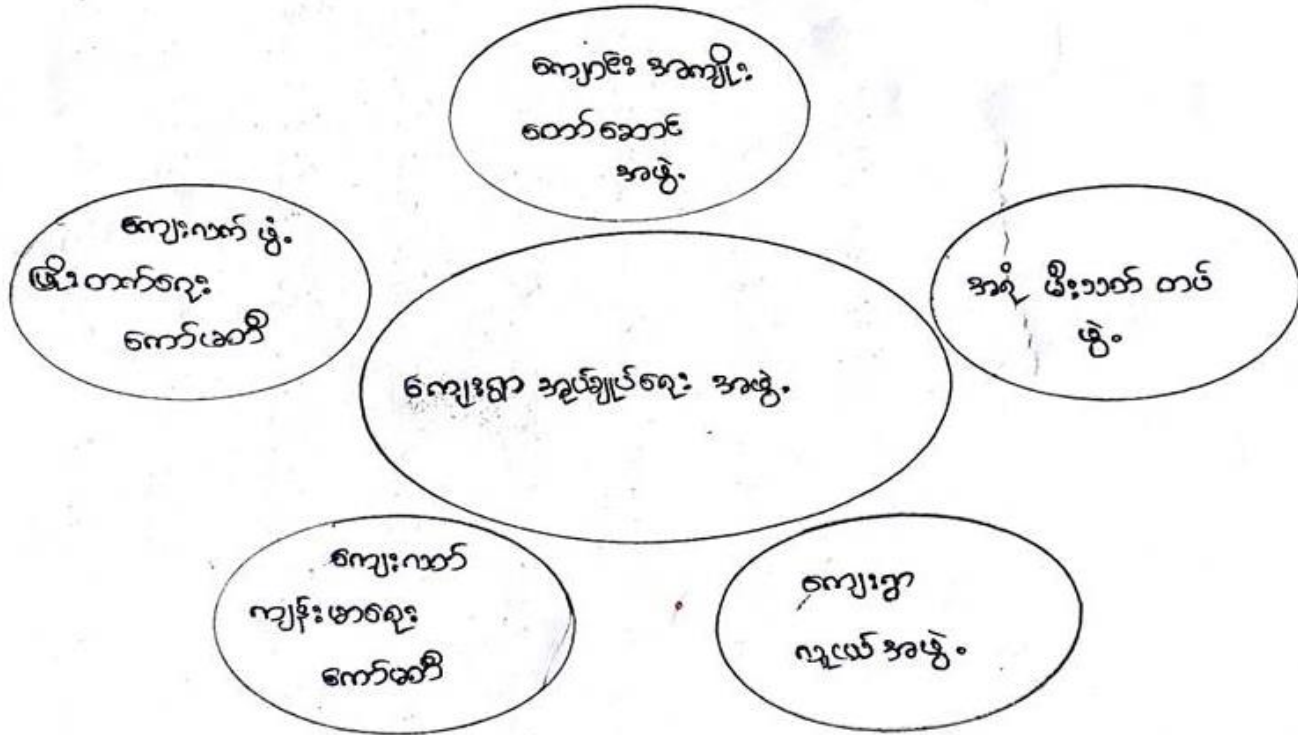 ကျောင်း အကျိုး
တော်ဆောင်
အဖွဲ့
ကျေးလက် ဖွံ့
ဖြိုးတက်ရေး
ကော်မတီ
အရံ မီးသတ် တပ်
ဖွဲ့
ကျေးရွာ အုပ်ချုပ်ရေး အဖွဲ့
ကျေးလက်
ကျန်းမာရေး
ကော်မတီ
ကျေးရွာ
လူငယ် အဖွဲ့